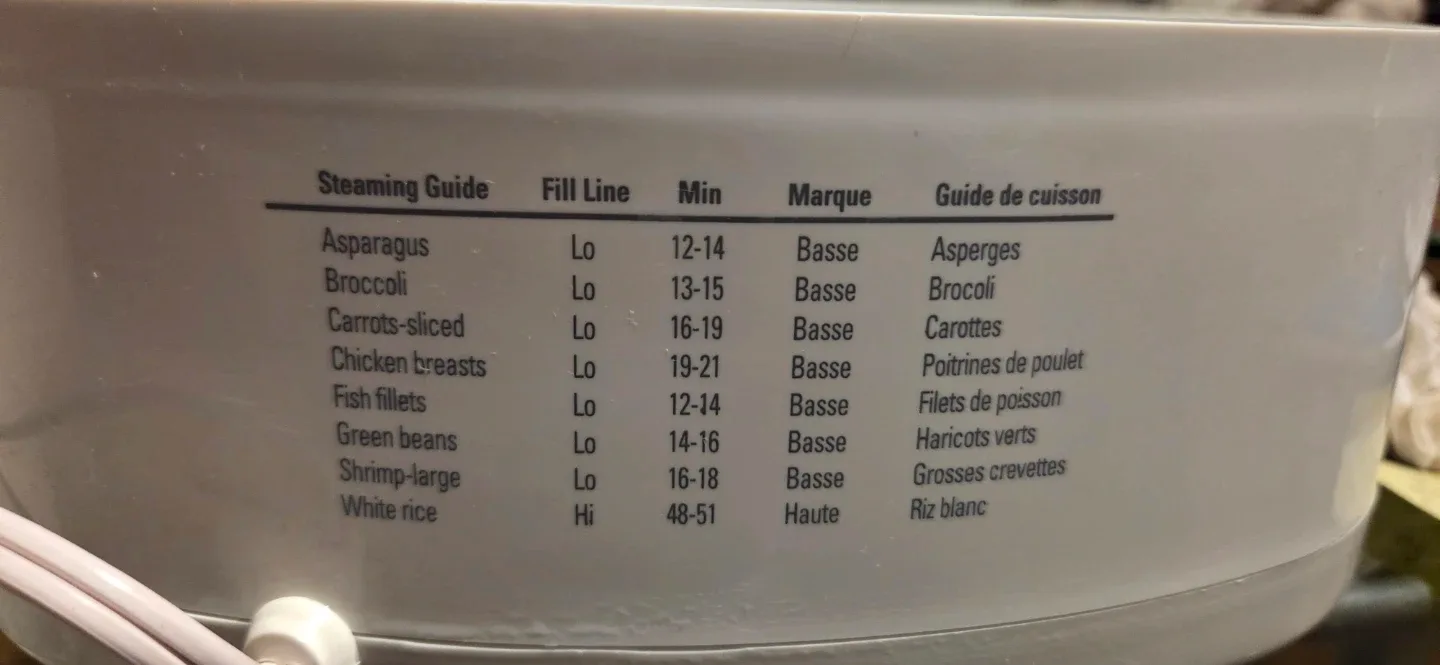 Steaming Guide Fill Line Min Marque Guide de cuisson
Asparagus Lo 12-14 Basse Asperges
Broccoli Lo 13-15 Basse Brocoli
Carrots-sliced Lo 16-19 Basse Carottes
Chicken breasts Lo 19-21 Basse Poitrines de poulet
Fish fillets Lo 12-14 Basse Filets de poisson
Green beans Lo 14-16 Basse Haricots verts
Shrimp-large Lo 16-18 Basse Grosses crevettes
White rice Hi 48-51 Haute Riz blanc